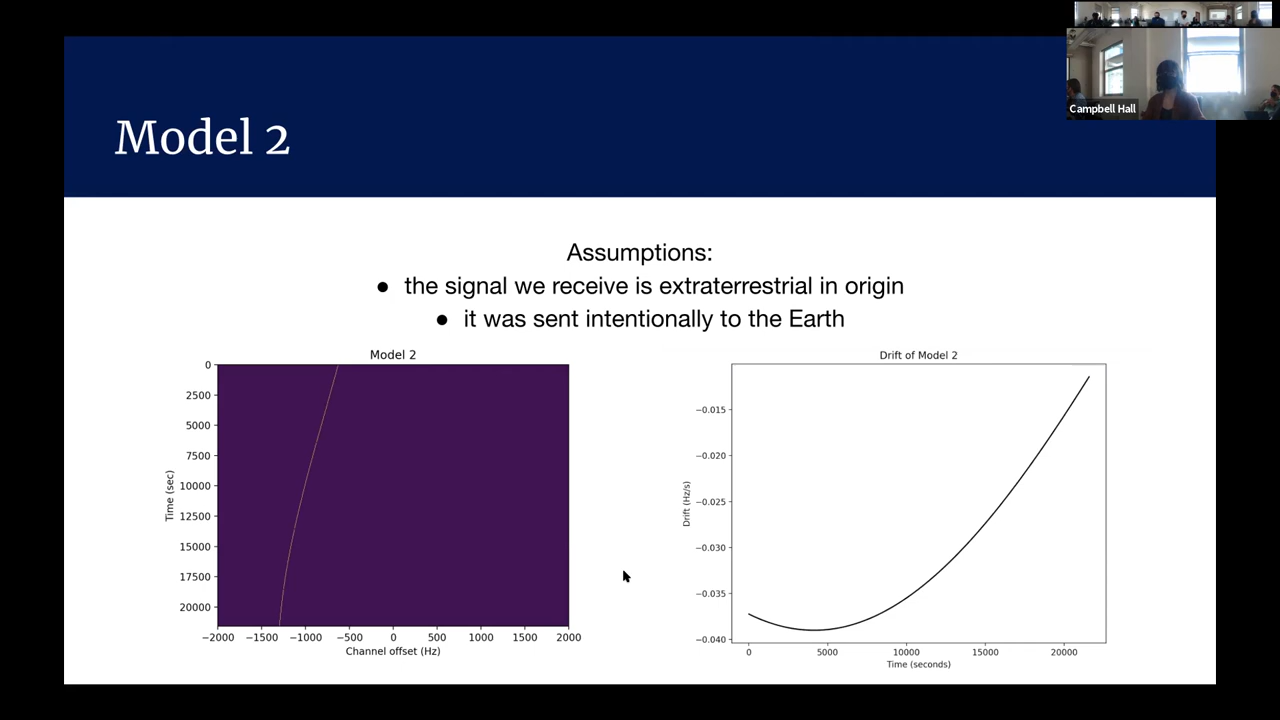 Campbell Hall
Model 2
Assumptions:
● the signal we receive is extraterrestrial in origin
● it was sent intentionally to the Earth
Model 2
0
2500
5000
7500
10000
12500
15000
17500
20000
Time (sec)
−2000 −1500 −1000 −500 0 500 1000 1500 2000
Channel offset (Hz)
Drift of Model 2
−0.015
−0.020
−0.025
−0.030
−0.035
−0.040
Drift (Hz/s)
0 5000 10000 15000 20000
Time (seconds)